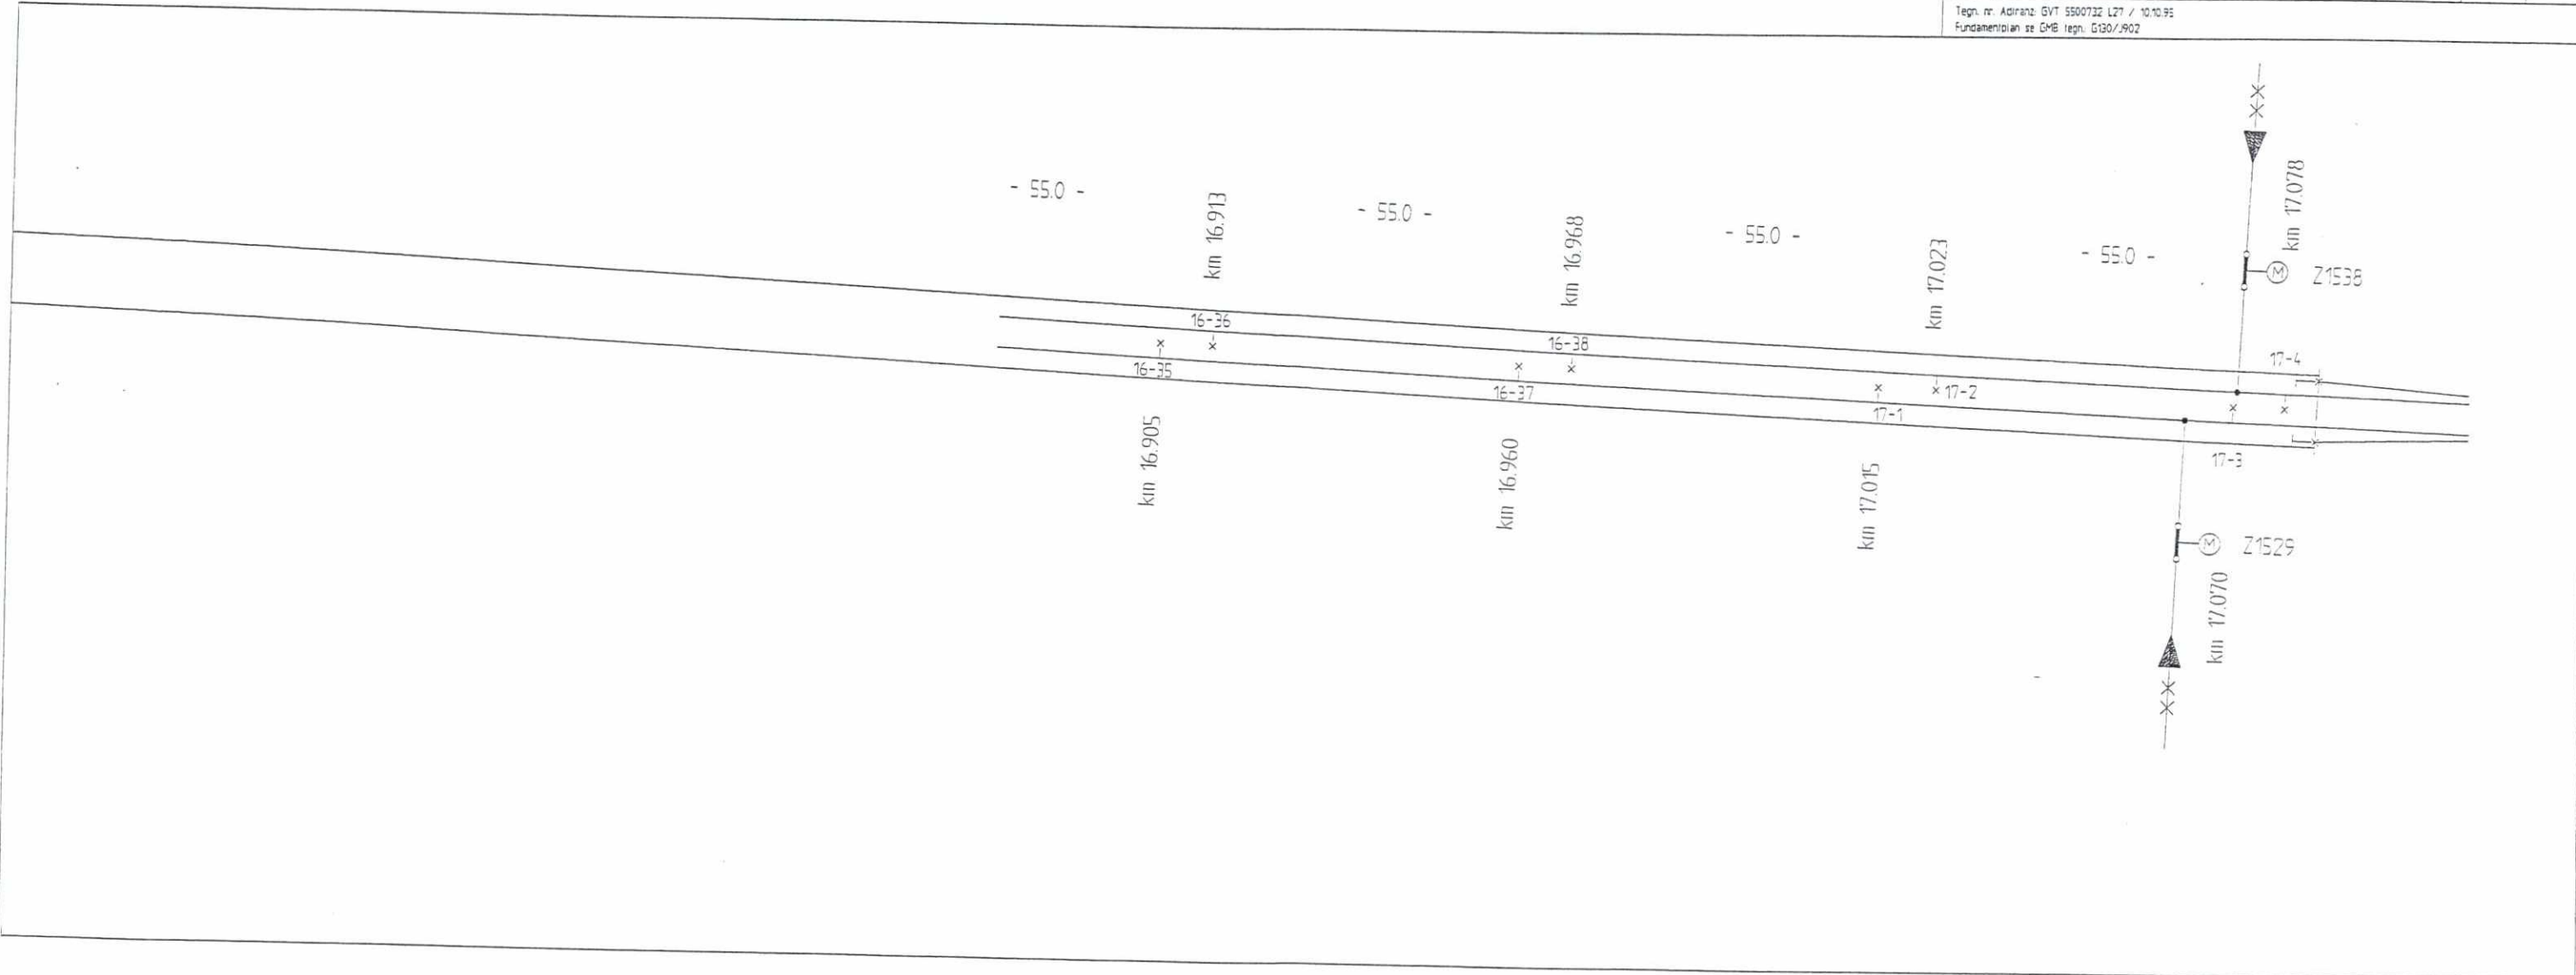 Tegn. nr. Adtranz: GVT 5500732 L27 / 10.10.95
Fundamentplan se GMB tegn. G130/J902
- 55.0 -
- 55.0 -
- 55.0 -
- 55.0 -
km 16.913
km 16.968
km 17.023
km 17.078
M
Z1538
16-36
16-38
17-2
17-4
16-35
16-37
17-1
17-3
km 16.905
km 16.960
km 17.015
km 17.070
M
Z1529